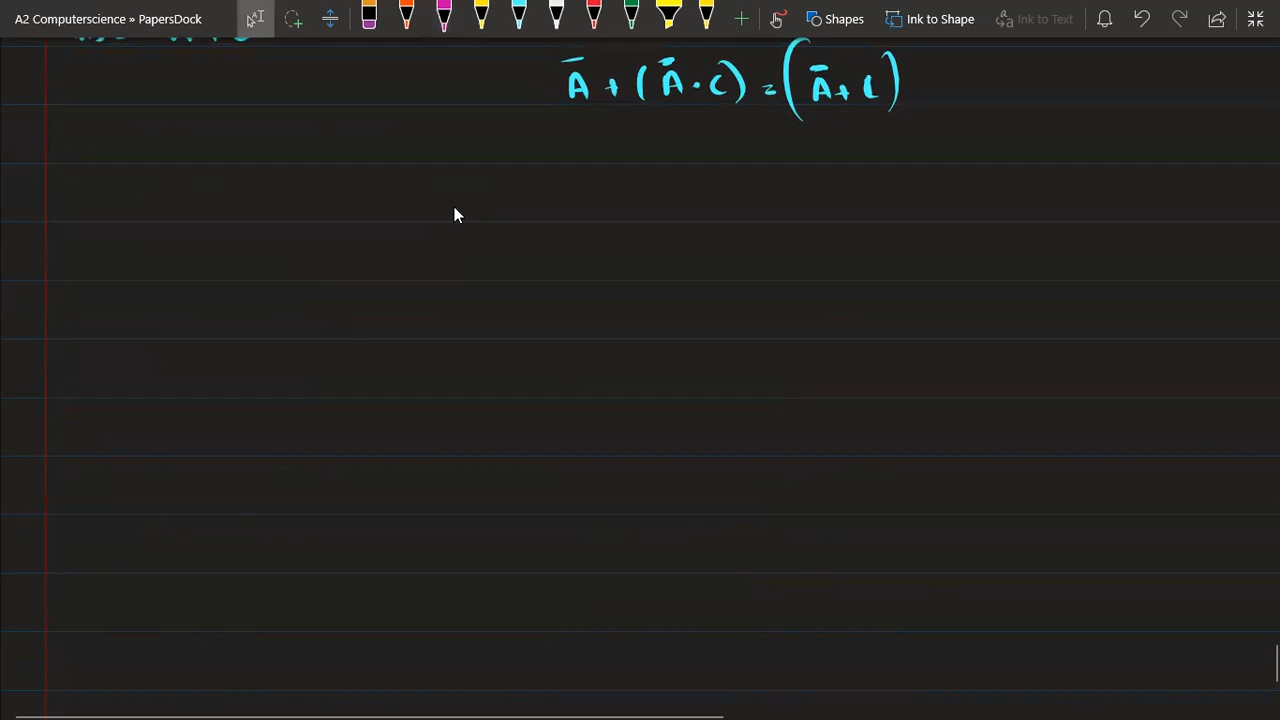 A2 Computerscience » PapersDock
Shapes
Ink to Shape
Ink to Text
Ā + (Ā · C) = (Ā + C)